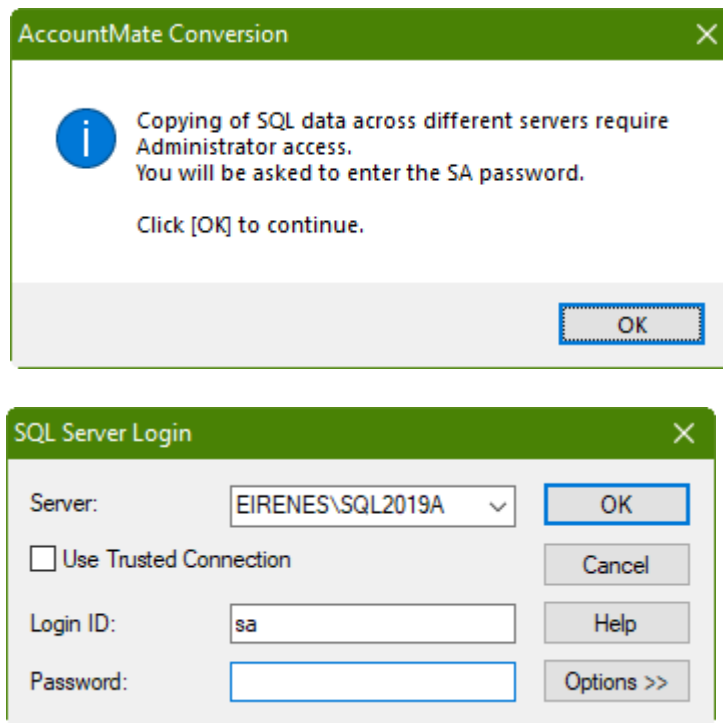 AccountMate Conversion
Copying of SQL data across different servers require
Administrator access.
You will be asked to enter the SA password.
Click [OK] to continue.
OK
SQL Server Login
Server: EIRENES\SQL2019A OK
Use Trusted Connection Cancel
Login ID: sa Help
Password: Options >>